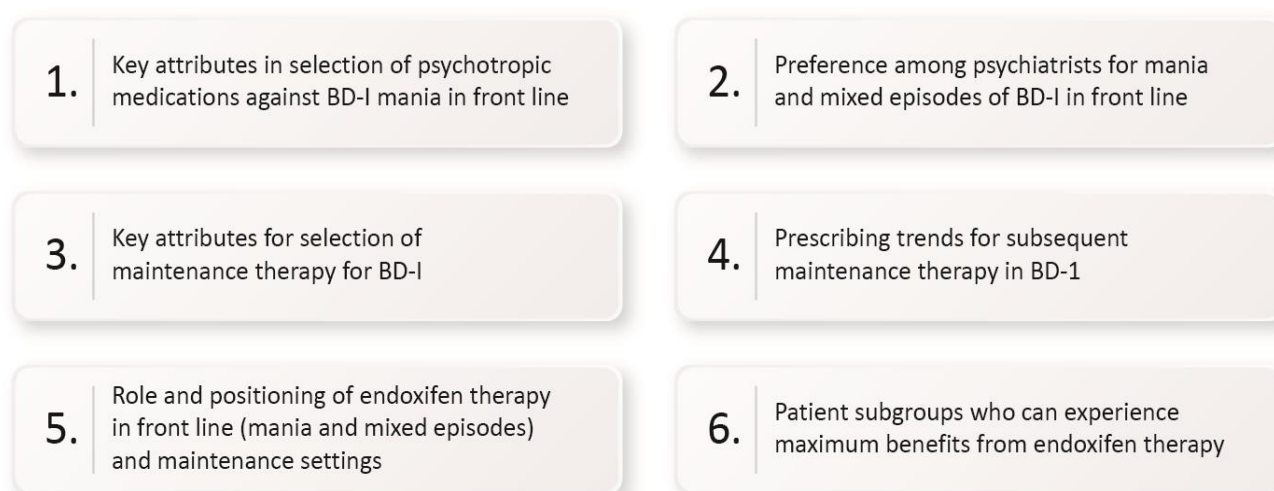 1.
Key attributes in selection of psychotropic
medications against BD-I mania in front line
2.
Preference among psychiatrists for mania
and mixed episodes of BD-I in front line
3.
Key attributes for selection of
maintenance therapy for BD-I
4.
Prescribing trends for subsequent
maintenance therapy in BD-1
5.
Role and positioning of endoxifen therapy
in front line (mania and mixed episodes)
and maintenance settings
6.
Patient subgroups who can experience
maximum benefits from endoxifen therapy